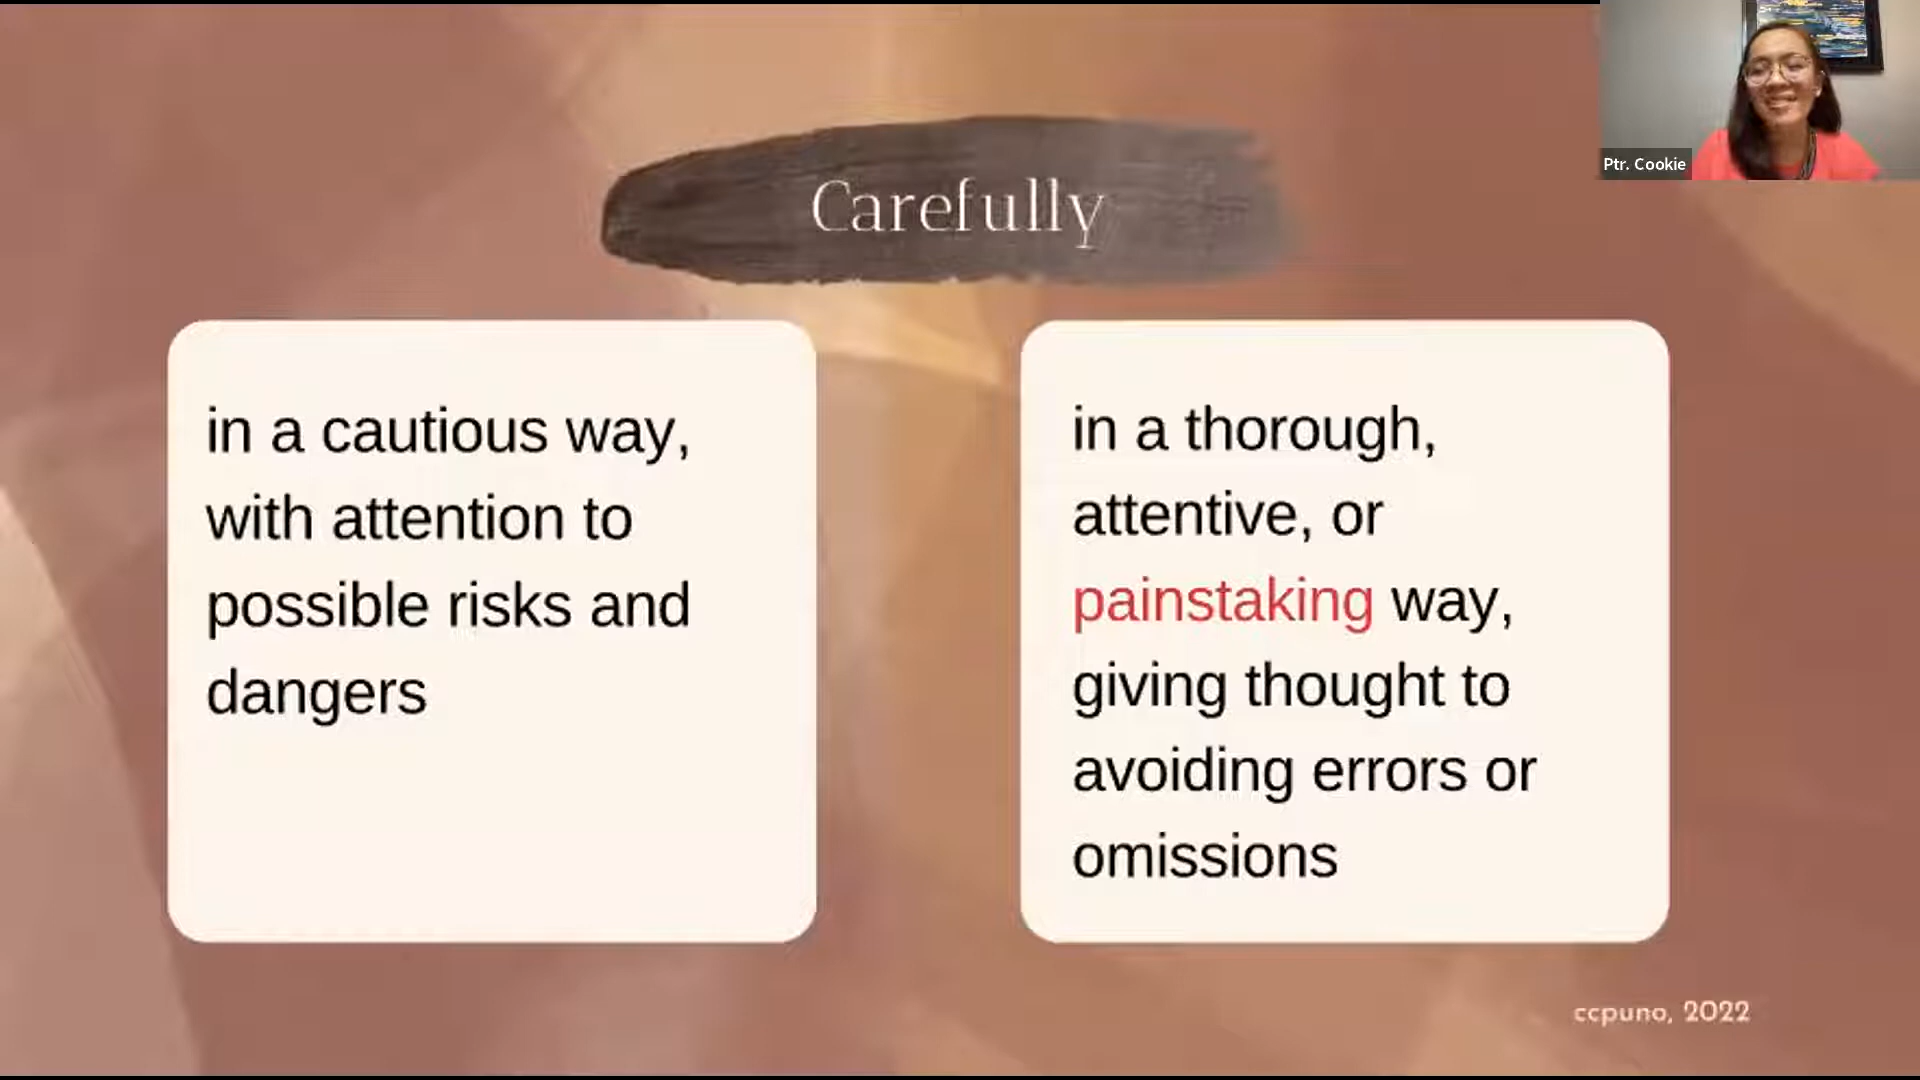 Ptr. Cookie
Carefully
in a cautious way,
with attention to
possible risks and
dangers
in a thorough,
attentive, or
painstaking way,
giving thought to
avoiding errors or
omissions
ccpuno, 2022